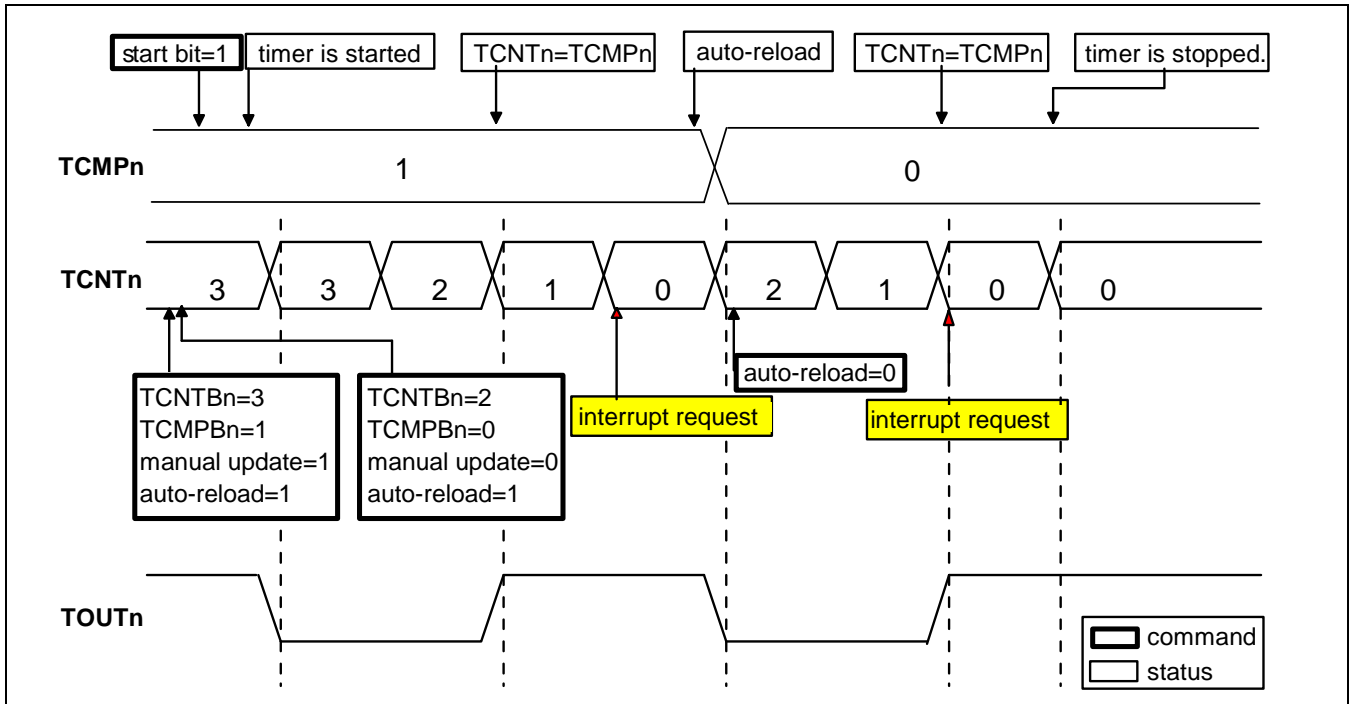 start bit=1
timer is started
TCNTn=TCMPn
auto-reload
TCNTn=TCMPn
timer is stopped.
TCMPn
1
0
TCNTn
3
3
2
1
0
2
1
0
0
auto-reload=0
TCNTBn=3
TCMPBn=1
manual update=1
auto-reload=1
TCNTBn=2
TCMPBn=0
manual update=0
auto-reload=1
interrupt request
interrupt request
TOUTn
command
status